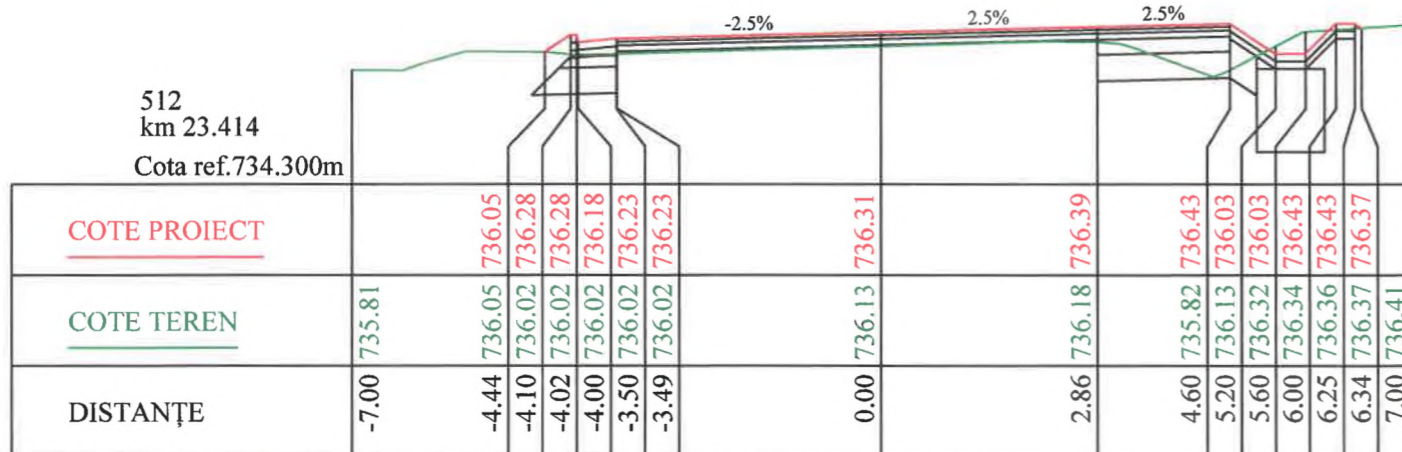 -2.5% 2.5% 2.5%
512
km 23.414
Cota ref.734.300m
COTE PROIECT 736.05 736.28 736.28 736.18 736.23 736.23 736.31 736.39 736.43 736.03 736.03 736.43 736.43 736.37
COTE TEREN 735.81 736.05 736.02 736.02 736.02 736.02 736.02 736.13 736.18 735.82 736.13 736.32 736.34 736.36 736.37 736.41
DISTANȚE -7.00 -4.44 -4.10 -4.02 -4.00 -3.50 -3.49 0.00 2.86 4.60 5.20 5.60 6.00 6.25 6.34 7.00